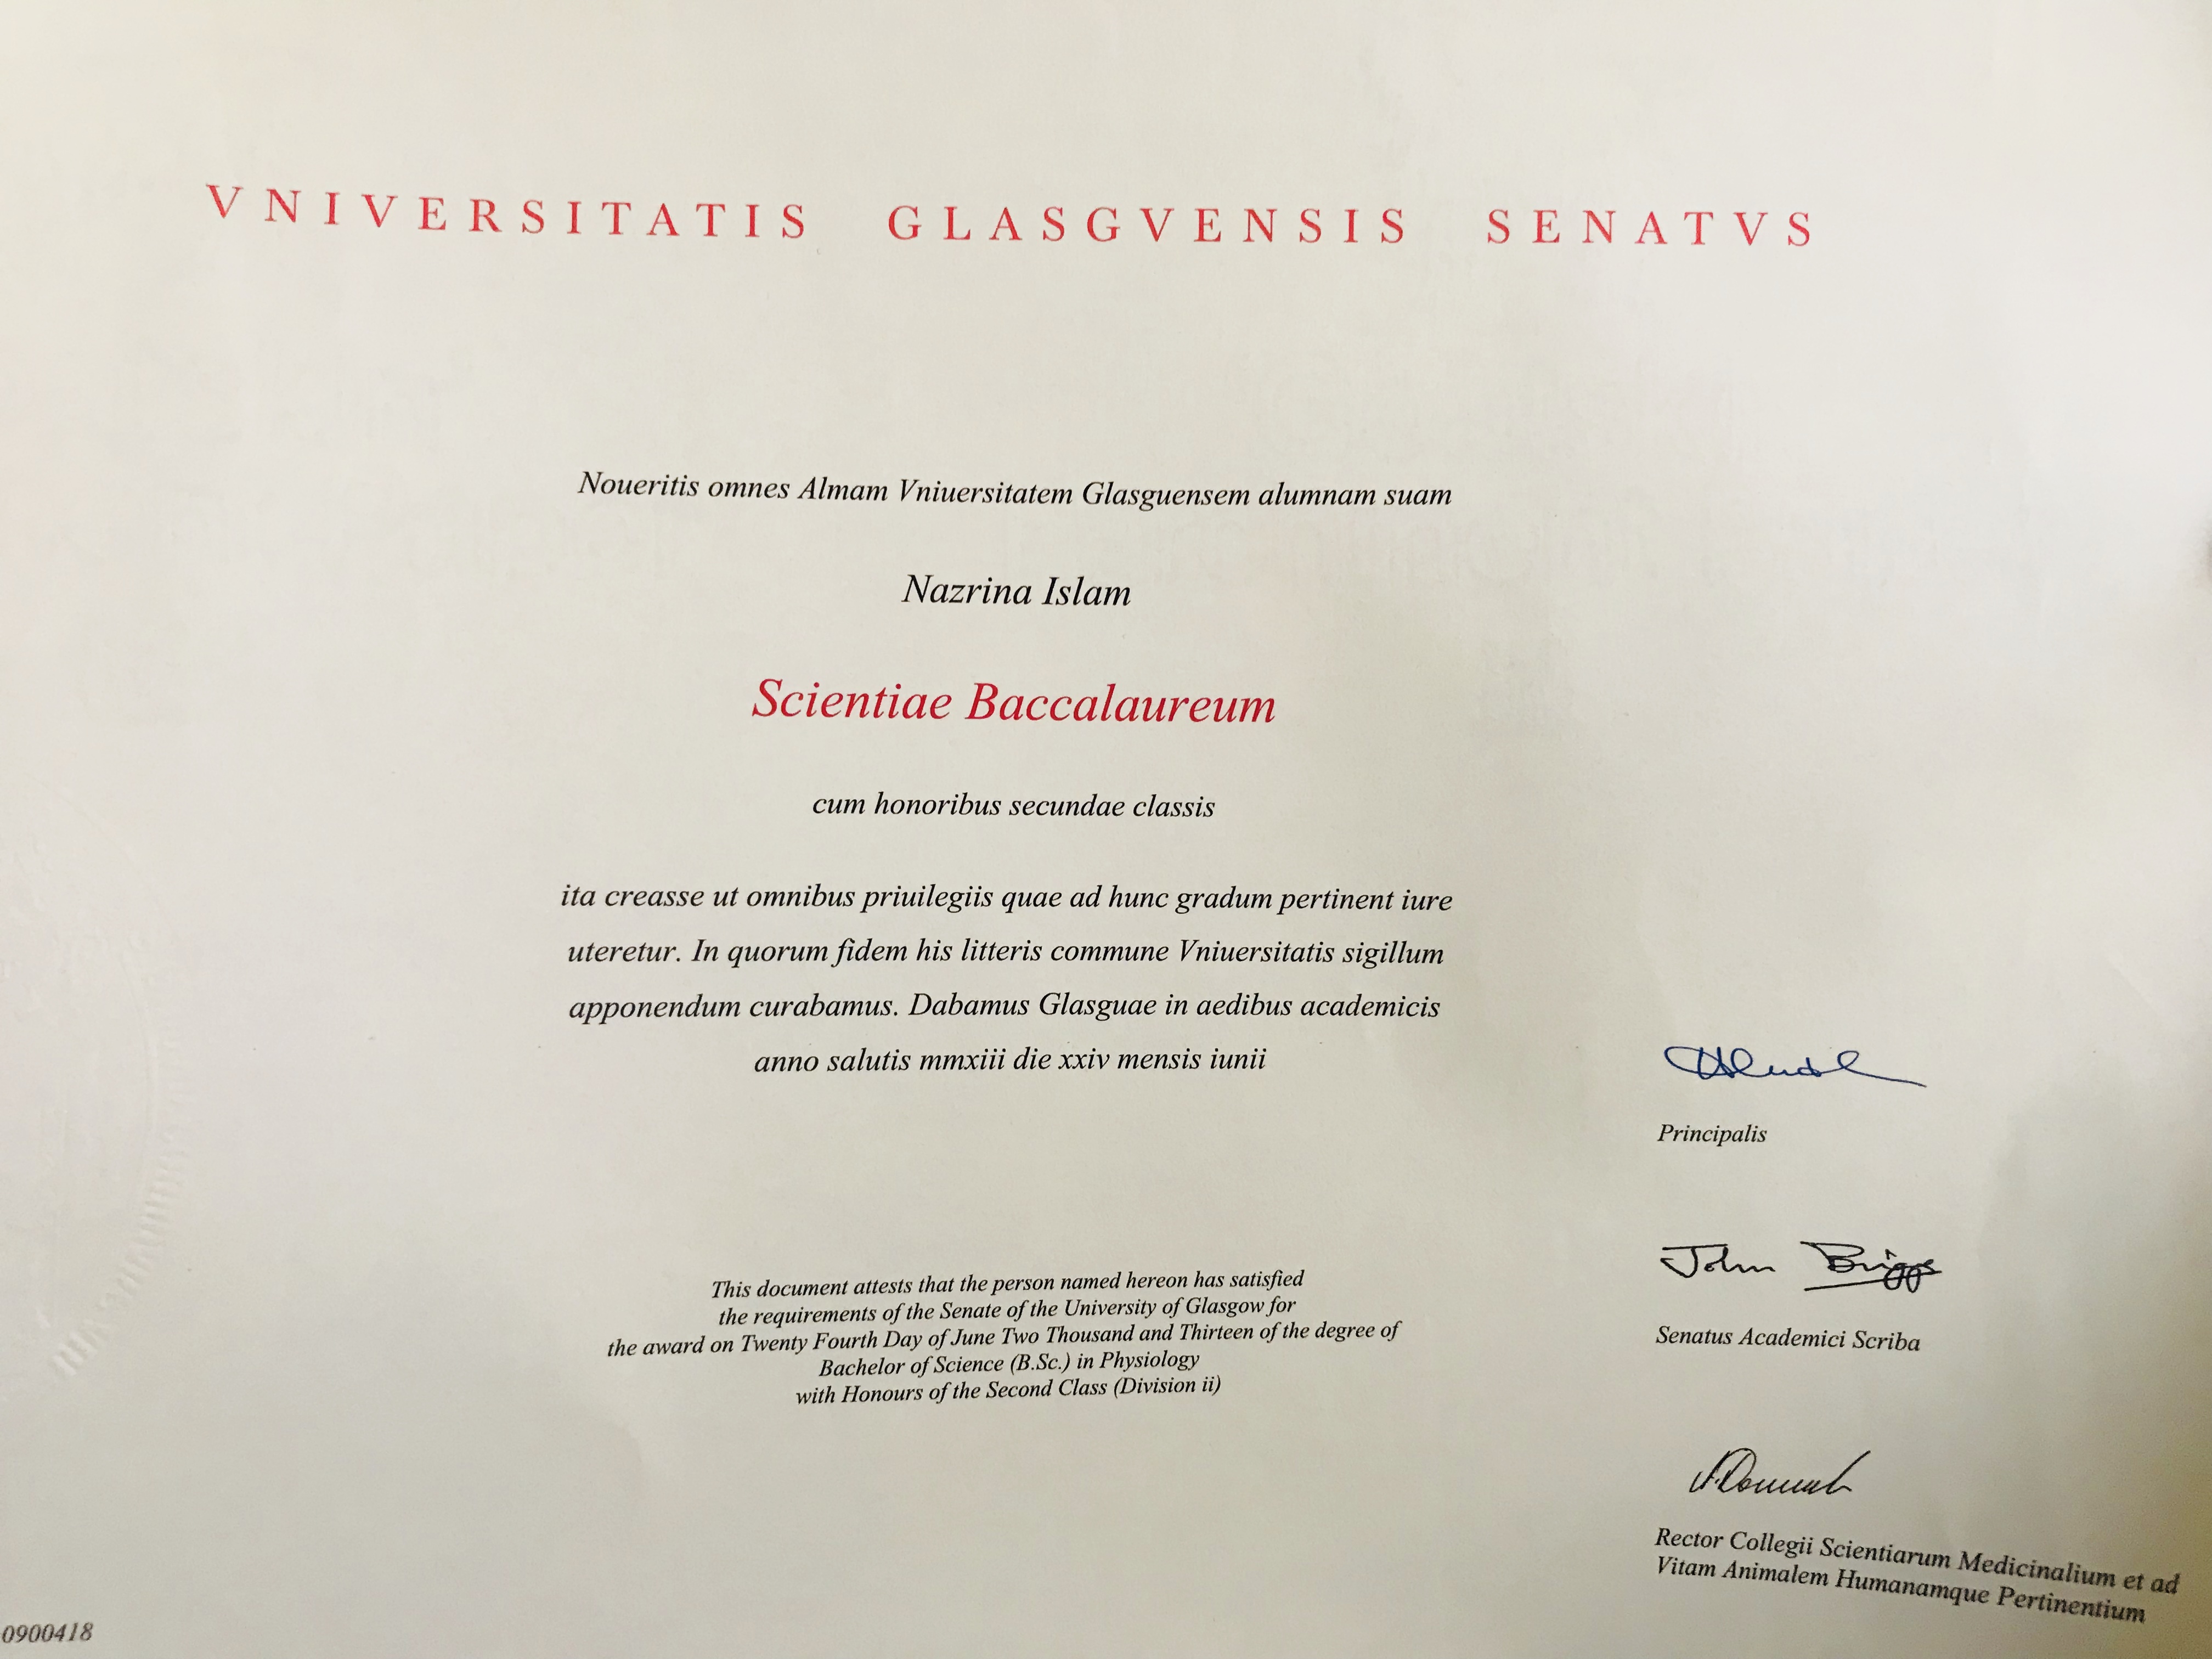 VNIVERSITATIS GLASGVENSIS SENATVS
Noueritis omnes Almam Vniuersitatem Glasguensem alumnam suam
Nazrina Islam
Scientiae Baccalaureum
cum honoribus secundae classis
ita creasse ut omnibus priuilegiis quae ad hunc gradum pertinent iure
uteretur. In quorum fidem his litteris commune Vniuersitatis sigillum
apponendum curabamus. Dabamus Glasguae in aedibus academicis
anno salutis mmxiii die xxiv mensis iunii
Principalis
John Briggs
Senatus Academici Scriba
This document attests that the person named hereon has satisfied
the requirements of the Senate of the University of Glasgow for
the award on Twenty Fourth Day of June Two Thousand and Thirteen of the degree of
Bachelor of Science (B.Sc.) in Physiology
with Honours of the Second Class (Division ii)
Rector Collegii Scientiarum Medicinalium et ad
Vitam Animalem Humanamque Pertinentium
0900418